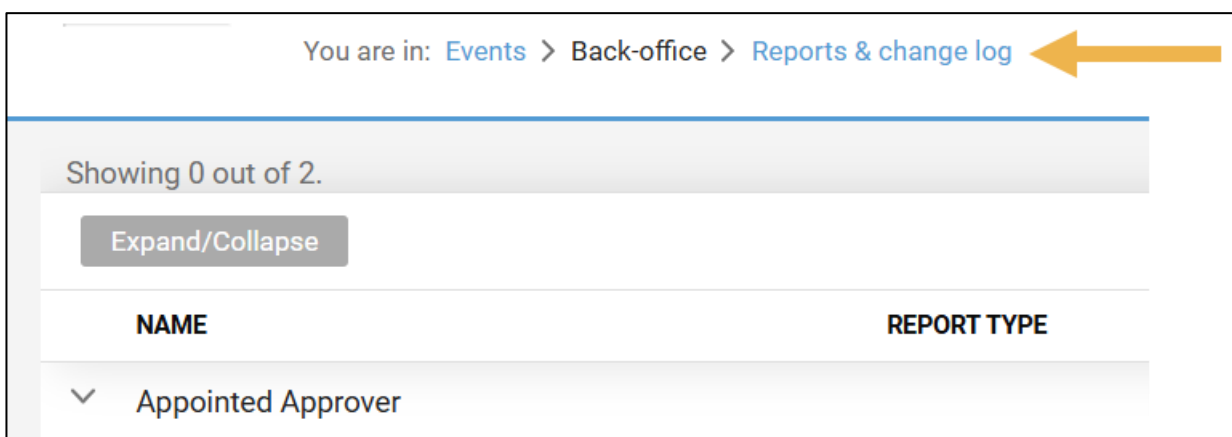 You are in: Events > Back-office > Reports & change log
Showing 0 out of 2.
Expand/Collapse
NAME REPORT TYPE
Appointed Approver